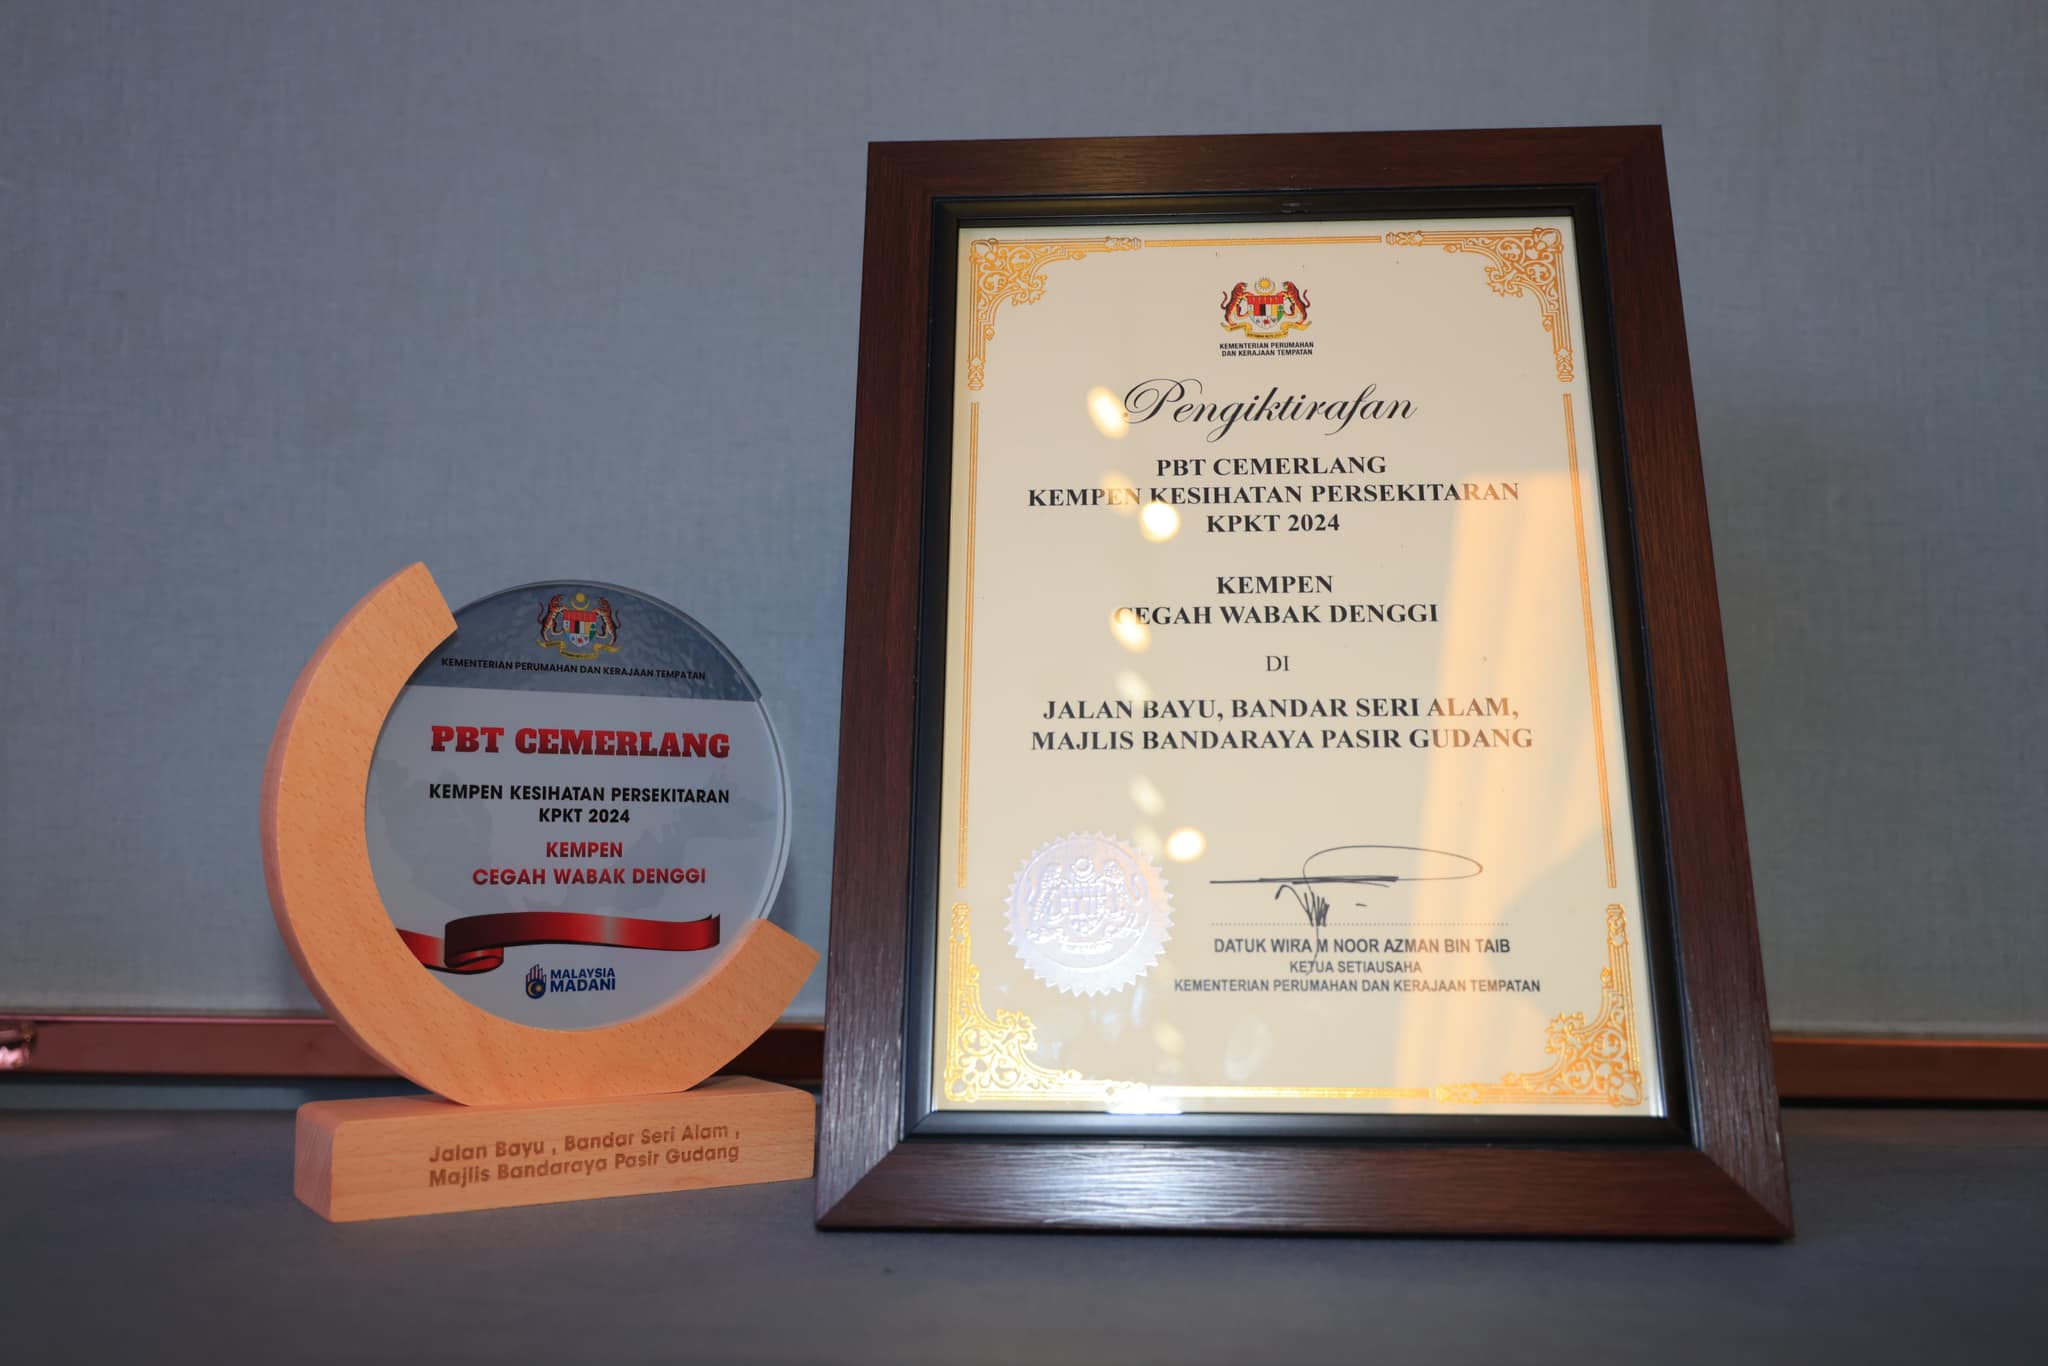 KEMENTERIAN PERUMAHAN DAN KERAJAAN TEMPATAN
PBT CEMERLANG
KEMPEN KESIHATAN PERSEKITARAN
KPKT 2024
KEMPEN
CEGAH WABAK DENGGI
MALAYSIA
MADANI
Jalan Bayu , Bandar Seri Alam ,
Majlis Bandaraya Pasir Gudang
KEMENTERIAN PERUMAHAN
DAN KERAJAAN TEMPATAN
Pengiktirafan
PBT CEMERLANG
KEMPEN KESIHATAN PERSEKITARAN
KPKT 2024
KEMPEN
CEGAH WABAK DENGGI
DI
JALAN BAYU, BANDAR SERI ALAM,
MAJLIS BANDARAYA PASIR GUDANG
DATUK WIRA M NOOR AZMAN BIN TAIB
KETUA SETIAUSAHA
KEMENTERIAN PERUMAHAN DAN KERAJAAN TEMPATAN